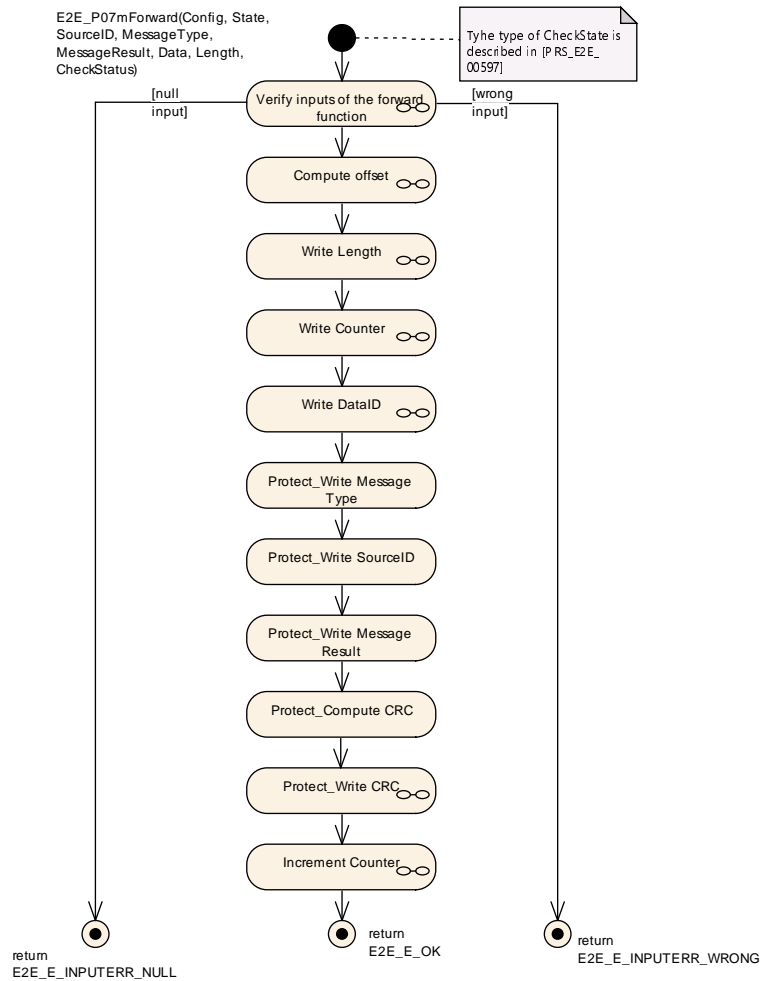 E2E_P07mForward(Config, State,
SourceID, MessageType,
MessageResult, Data, Length,
CheckStatus)
Tyhe type of CheckState is
described in [PRS_E2E_
00597]
[null
input]
Verify inputs of the forward
function
[wrong
input]
Compute offset
Write Length
Write Counter
Write DataID
Protect_Write Message
Type
Protect_Write SourceID
Protect_Write Message
Result
Protect_Compute CRC
Protect_Write CRC
Increment Counter
return
E2E_E_INPUTERR_NULL
return
E2E_E_OK
return
E2E_E_INPUTERR_WRONG